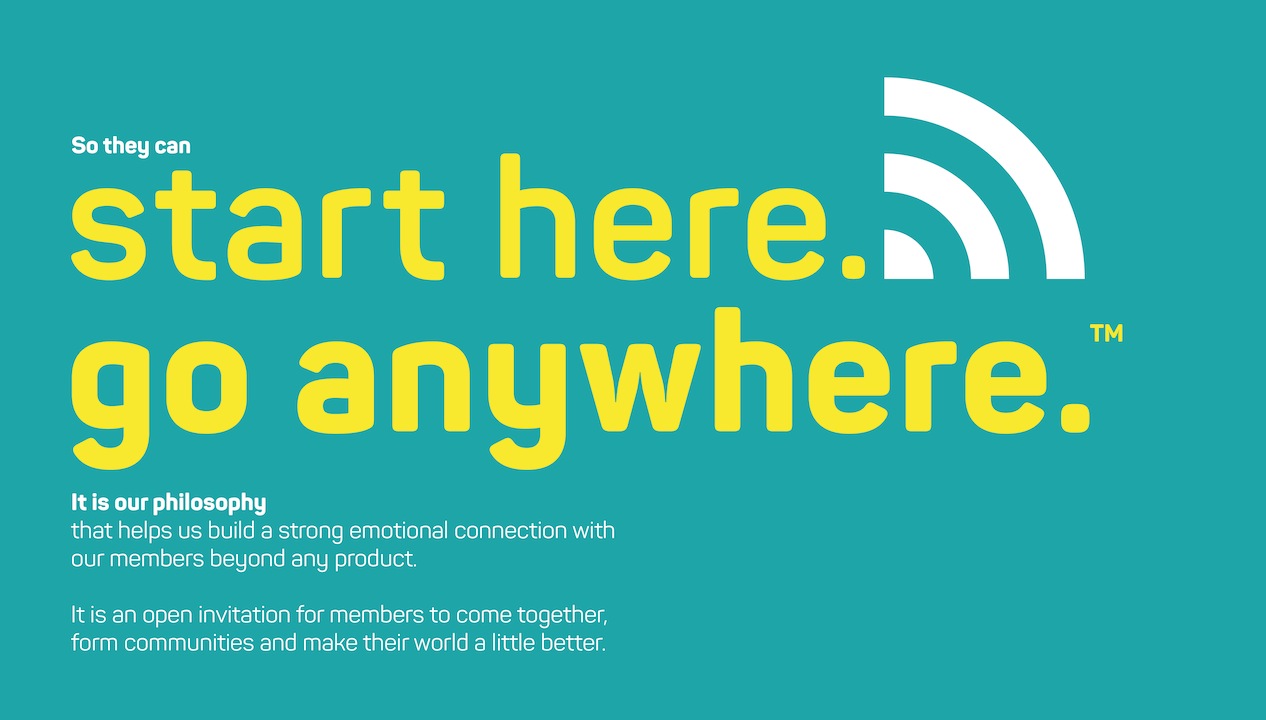 So they can
start here.
go anywhere.™
It is our philosophy
that helps us build a strong emotional connection with
our members beyond any product.
It is an open invitation for members to come together,
form communities and make their world a little better.